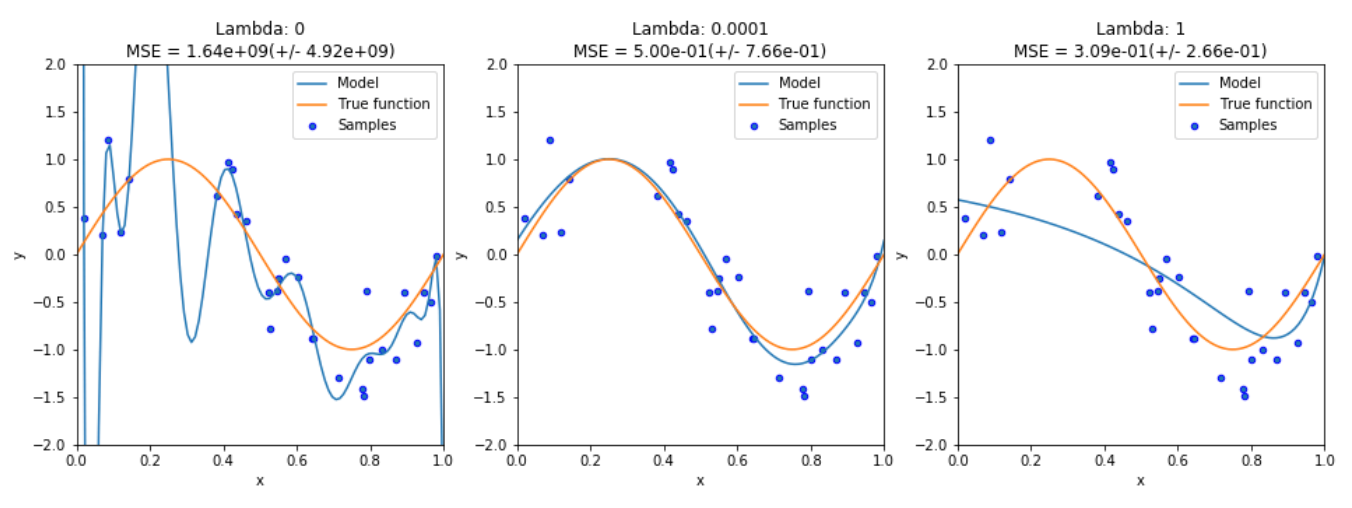 Lambda: 0
MSE = 1.64e+09(+/- 4.92e+09)
2.0
1.5
1.0
0.5
0.0
−0.5
−1.0
−1.5
−2.0
y
Model
True function
Samples
0.0 0.2 0.4 0.6 0.8 1.0
x
Lambda: 0.0001
MSE = 5.00e-01(+/- 7.66e-01)
2.0
1.5
1.0
0.5
0.0
−0.5
−1.0
−1.5
−2.0
y
Model
True function
Samples
0.0 0.2 0.4 0.6 0.8 1.0
x
Lambda: 1
MSE = 3.09e-01(+/- 2.66e-01)
2.0
1.5
1.0
0.5
0.0
−0.5
−1.0
−1.5
−2.0
y
Model
True function
Samples
0.0 0.2 0.4 0.6 0.8 1.0
x